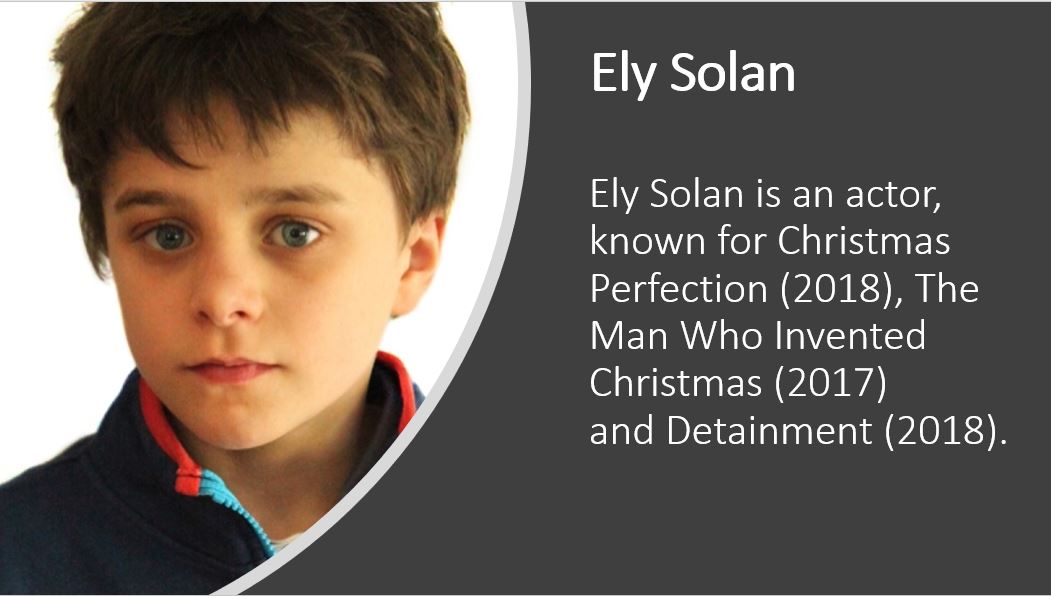 Ely Solan
Ely Solan is an actor,
known for Christmas
Perfection (2018), The
Man Who Invented
Christmas (2017)
and Detainment (2018).